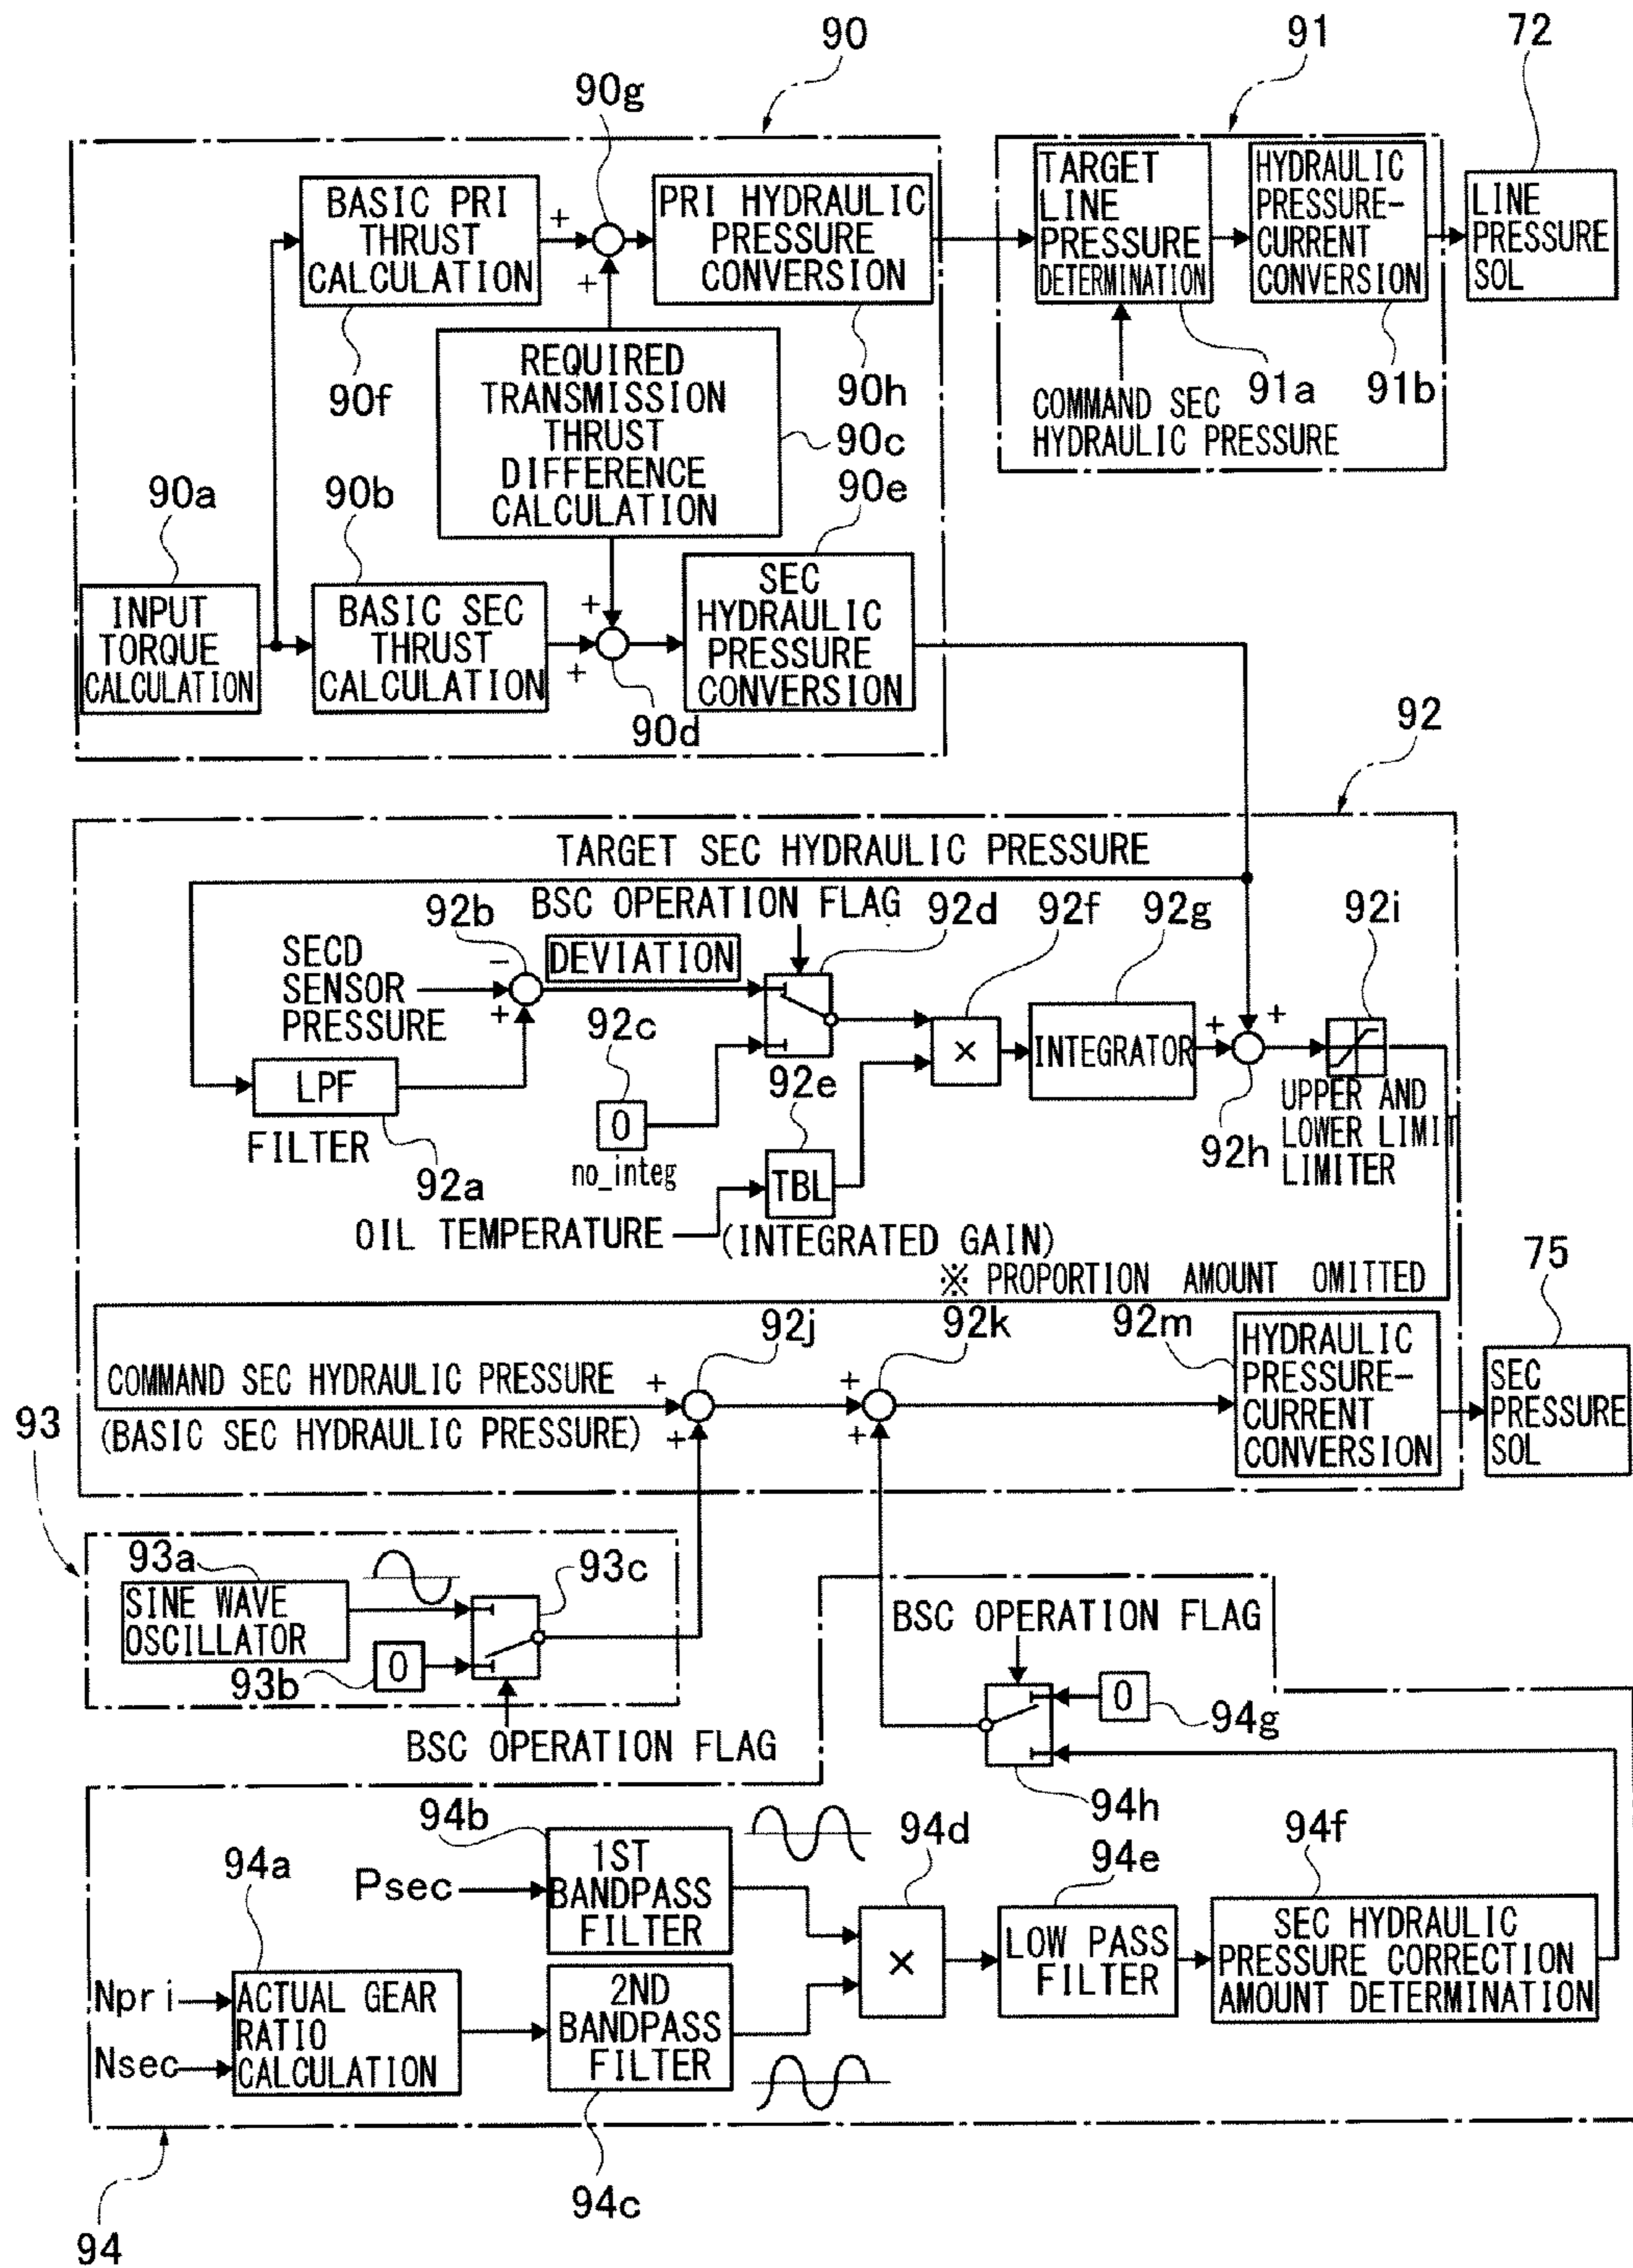 90
91
72
90g
BASIC PRI
THRUST
CALCULATION
+
+
PRI HYDRAULIC
PRESSURE
CONVERSION
TARGET
LINE
PRESSURE
DETERMINATION
HYDRAULIC
PRESSURE-
CURRENT
CONVERSION
LINE
PRESSURE
SOL
90f
REQUIRED
TRANSMISSION
THRUST
DIFFERENCE
CALCULATION
90h
90c
90e
COMMAND SEC
HYDRAULIC PRESSURE
91a
91b
90a
90b
INPUT
TORQUE
CALCULATION
BASIC SEC
THRUST
CALCULATION
+
+
SEC
HYDRAULIC
PRESSURE
CONVERSION
90d
92
TARGET SEC HYDRAULIC PRESSURE
BSC OPERATION FLAG
92b
92d
92f
92g
92i
SECD
SENSOR
PRESSURE
-
+
DEVIATION
92c
92e
×
INTEGRATOR
+
+
LPF
FILTER
92a
0
no_integ
TBL
92h
UPPER AND
LOWER LIMIT
LIMITER
OIL TEMPERATURE
(INTEGRATED GAIN)
※ PROPORTION AMOUNT OMITTED
75
92j
92k
92m
COMMAND SEC HYDRAULIC PRESSURE
(BASIC SEC HYDRAULIC PRESSURE)
+
+
+
+
HYDRAULIC
PRESSURE-
CURRENT
CONVERSION
SEC
PRESSURE
SOL
93
93a
SINE WAVE
OSCILLATOR
93c
93b
0
BSC OPERATION FLAG
BSC OPERATION FLAG
0
94g
94h
94b
94d
94e
94f
94a
Psec
1ST
BANDPASS
FILTER
×
LOW PASS
FILTER
SEC HYDRAULIC
PRESSURE CORRECTION
AMOUNT DETERMINATION
Npri
Nsec
ACTUAL GEAR
RATIO
CALCULATION
2ND
BANDPASS
FILTER
94c
94